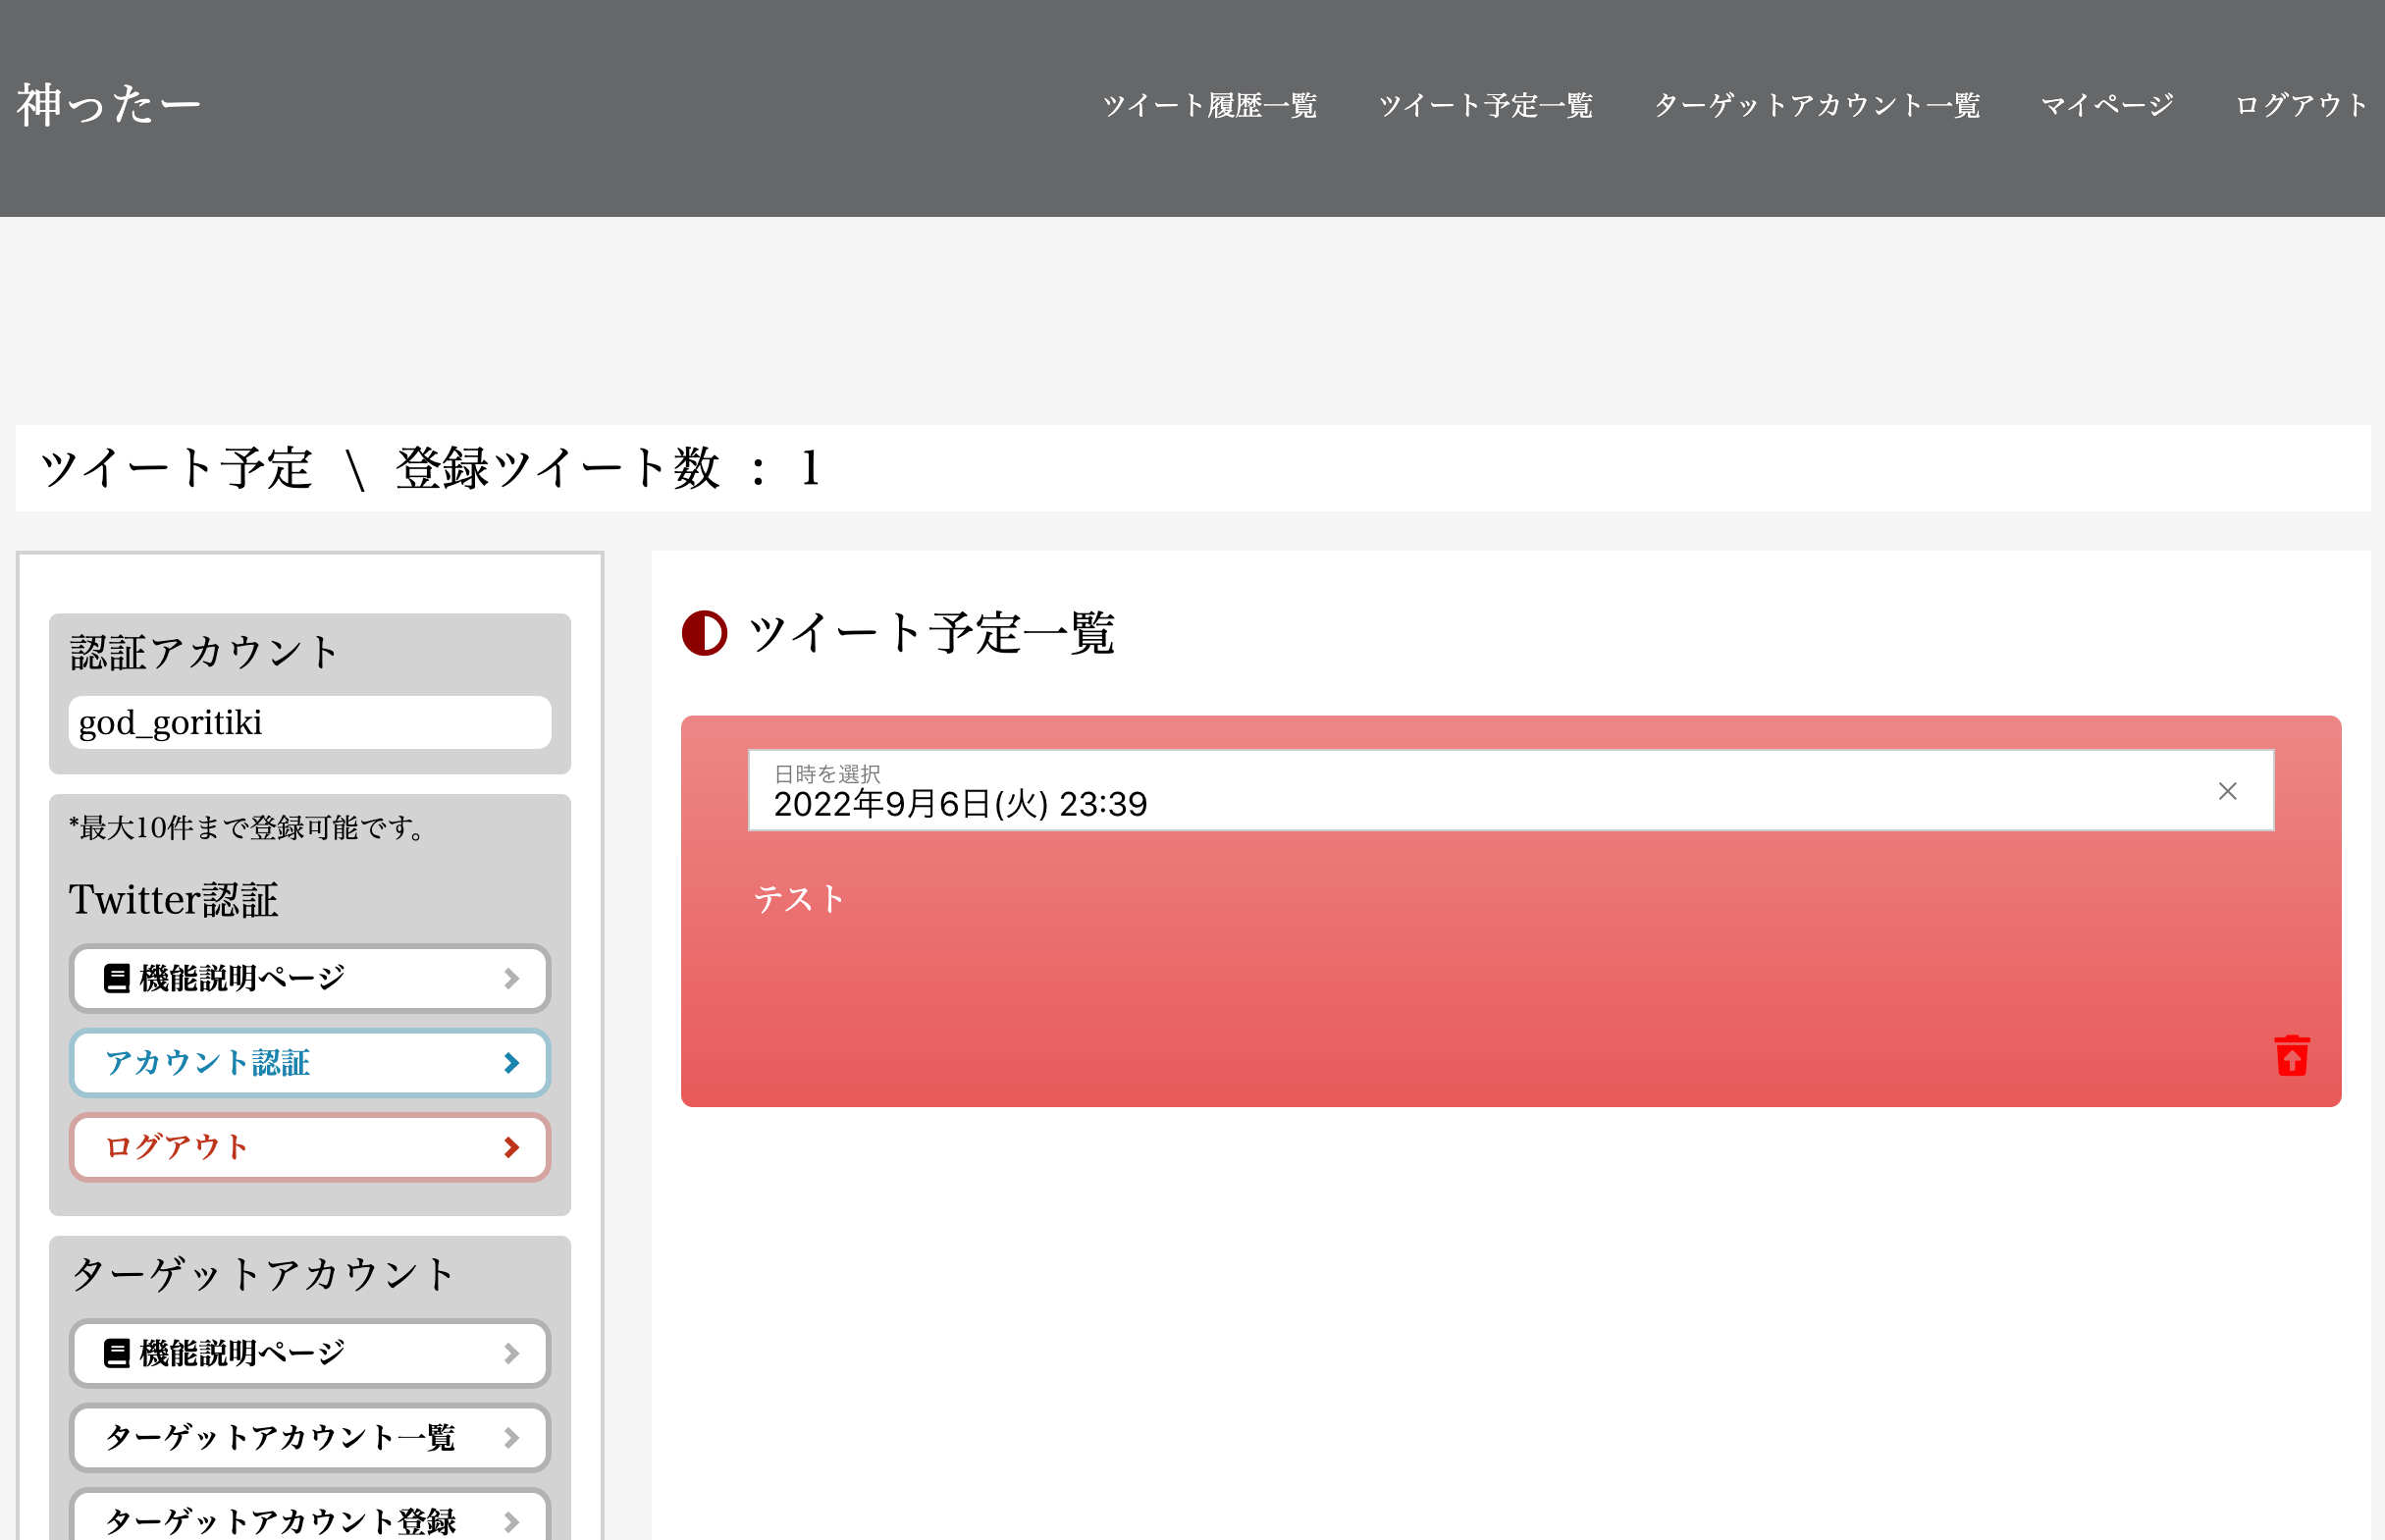 神ったー
ツイート履歴一覧 ツイート予定一覧 ターゲットアカウント一覧 マイページ ログアウト
ツイート予定 \ 登録ツイート数 : 1
認証アカウント
god_goritiki
*最大10件まで登録可能です。
Twitter認証
機能説明ページ
アカウント認証
ログアウト
ターゲットアカウント
機能説明ページ
ターゲットアカウント一覧
ターゲットアカウント登録
ツイート予定一覧
日時を選択
2022年9月6日(火) 23:39
テスト